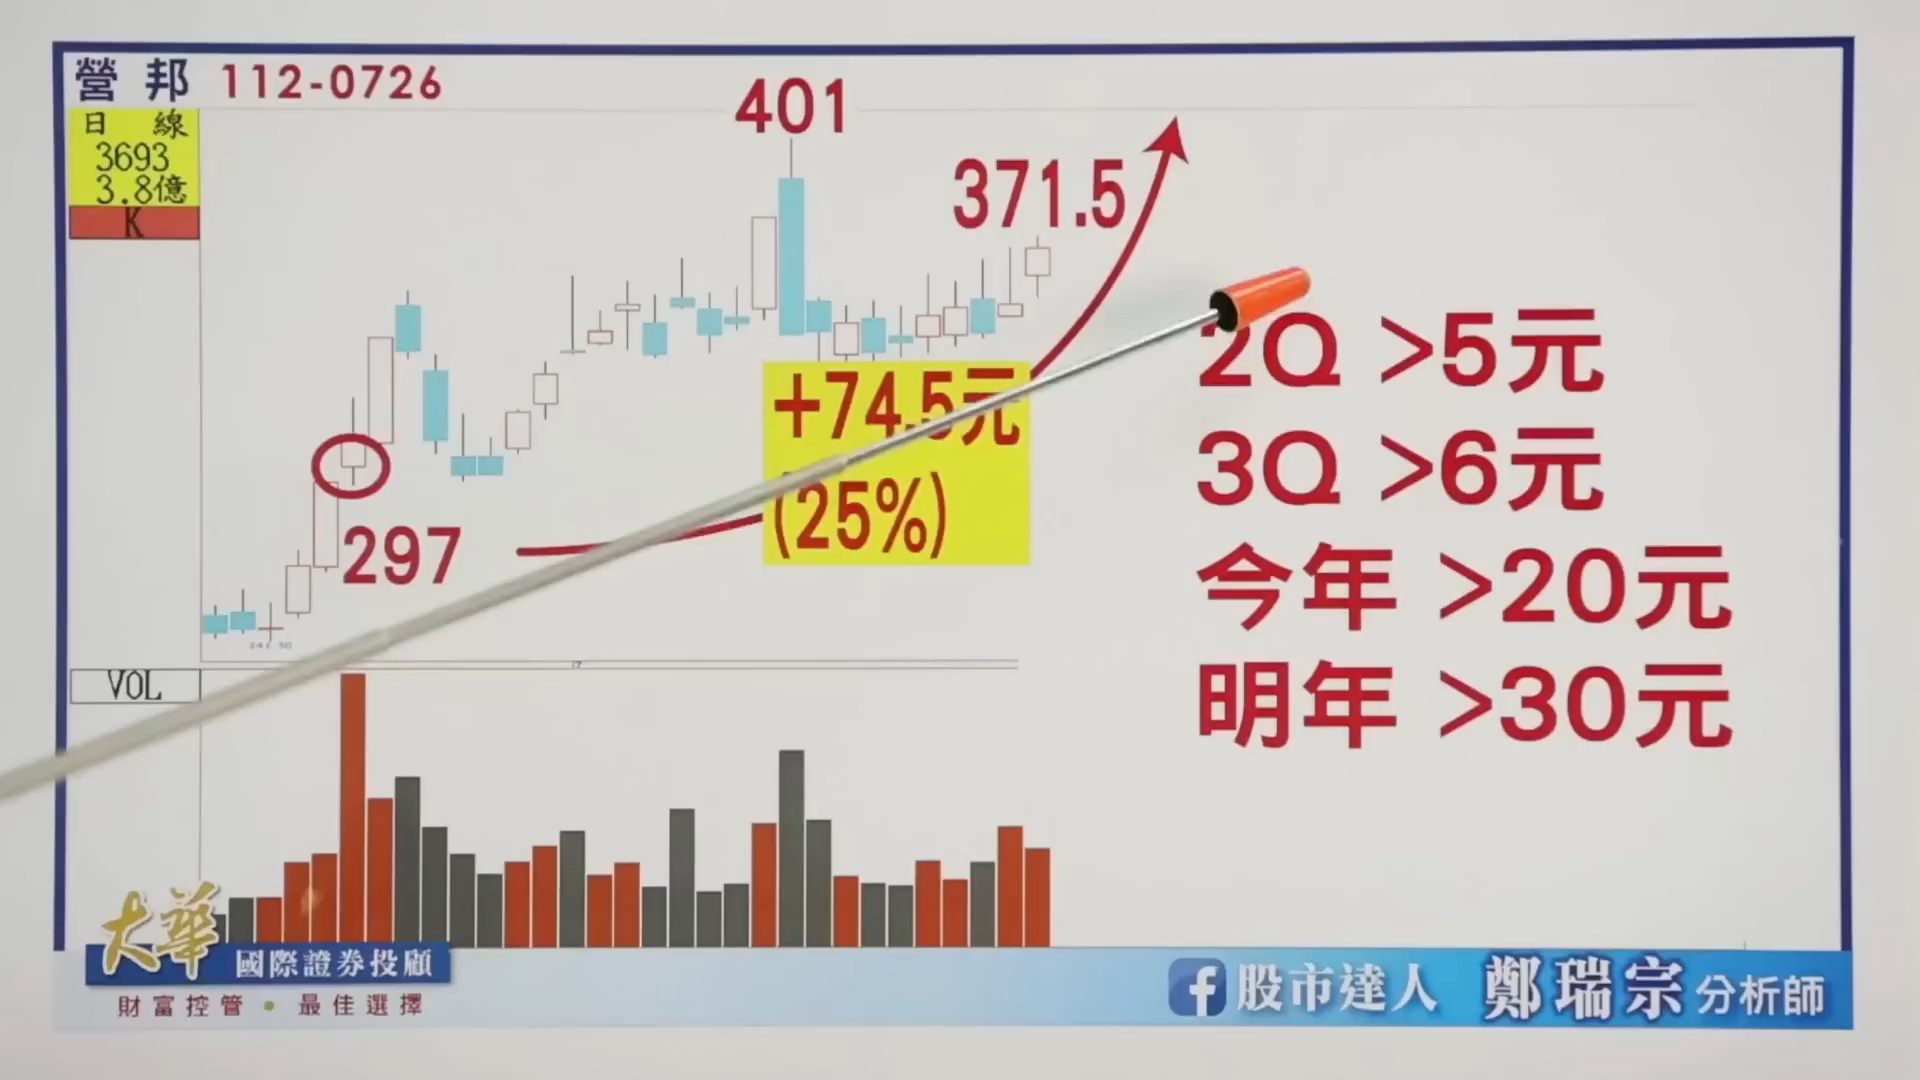 營邦 112-0726
日線
3693
3.8億
K
401
371.5
297
+74.5元
(25%)
2Q >5元
3Q >6元
今年 >20元
明年 >30元
VOL
大華
國際證券投顧
財富控管・最佳選擇
股市達人 鄭瑞宗 分析師